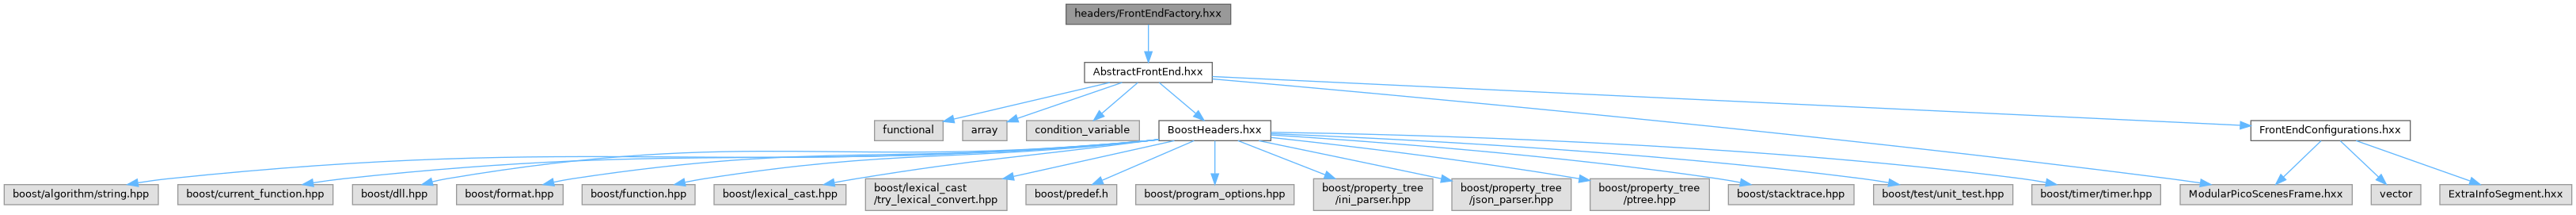 headers/FrontEndFactory.hxx
AbstractFrontEnd.hxx
functional
array
condition_variable
BoostHeaders.hxx
FrontEndConfigurations.hxx
boost/algorithm/string.hpp
boost/current_function.hpp
boost/dll.hpp
boost/format.hpp
boost/function.hpp
boost/lexical_cast.hpp
boost/lexical_cast
/try_lexical_convert.hpp
boost/predef.h
boost/program_options.hpp
boost/property_tree
/ini_parser.hpp
boost/property_tree
/json_parser.hpp
boost/property_tree
/ptree.hpp
boost/stacktrace.hpp
boost/test/unit_test.hpp
boost/timer/timer.hpp
ModularPicoScenesFrame.hxx
vector
ExtraInfoSegment.hxx